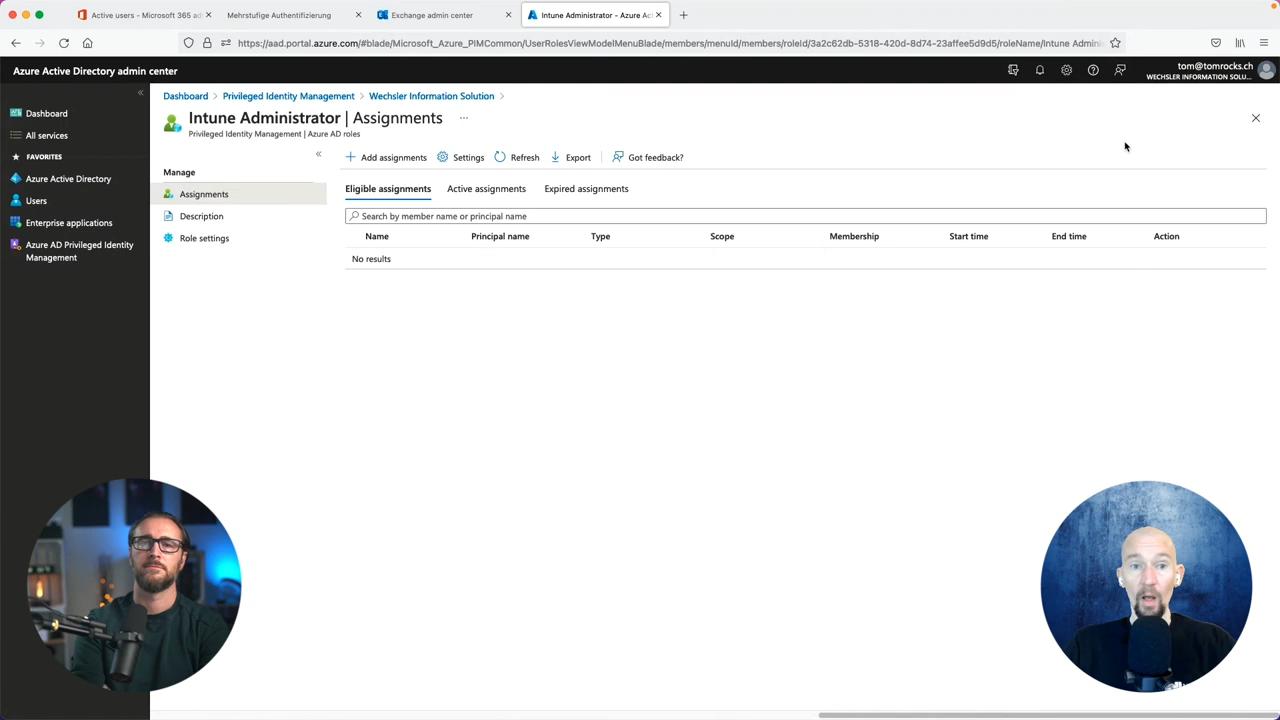 Active users - Microsoft 365 ad
Mehrstufige Authentifizierung
Exchange admin center
Intune Administrator - Azure Ac
https://aad.portal.azure.com/#blade/Microsoft_Azure_PIMCommon/UserRolesViewModelMenuBlade/members/menuId/members/roleId/3a2c62db-5318-420d-8d74-23affee5d9d5/roleName/Intune Admini
Azure Active Directory admin center
tom@tomrocks.ch
WECHSLER INFORMATION SOLU...
Dashboard
All services
FAVORITES
Azure Active Directory
Users
Enterprise applications
Azure AD Privileged Identity
Management
Dashboard > Privileged Identity Management > Wechsler Information Solution >
Intune Administrator | Assignments ...
Privileged Identity Management | Azure AD roles
Manage
Assignments
Description
Role settings
Add assignments Settings Refresh Export Got feedback?
Eligible assignments Active assignments Expired assignments
Search by member name or principal name
Name Principal name Type Scope Membership Start time End time Action
No results